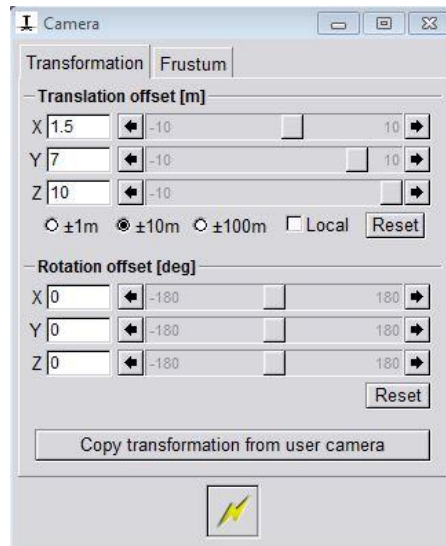 Camera
Transformation Frustum
Translation offset [m]
X 1.5 -10 10
Y 7 -10 10
Z 10 -10
±1m ±10m ±100m Local Reset
Rotation offset [deg]
X 0 -180 180
Y 0 -180 180
Z 0 -180 180
Reset
Copy transformation from user camera